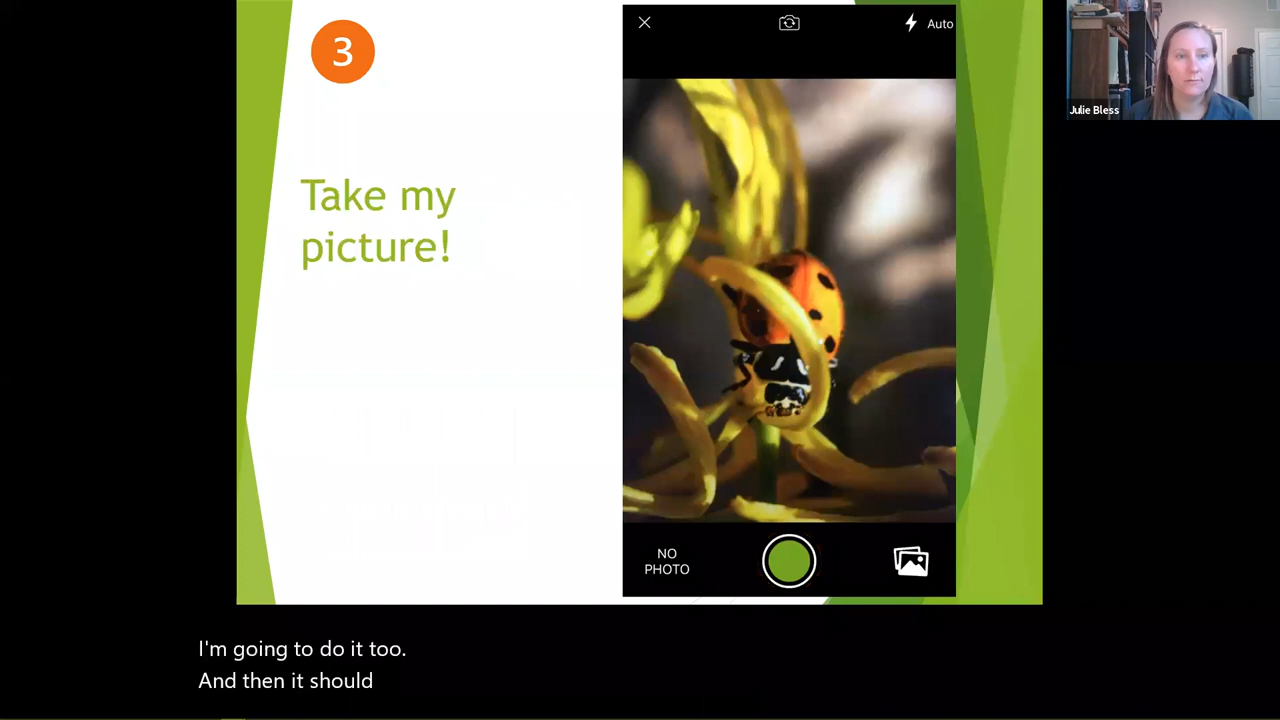 3
Take my
picture!
Auto
NO
PHOTO
Julie Bless
I'm going to do it too.
And then it should